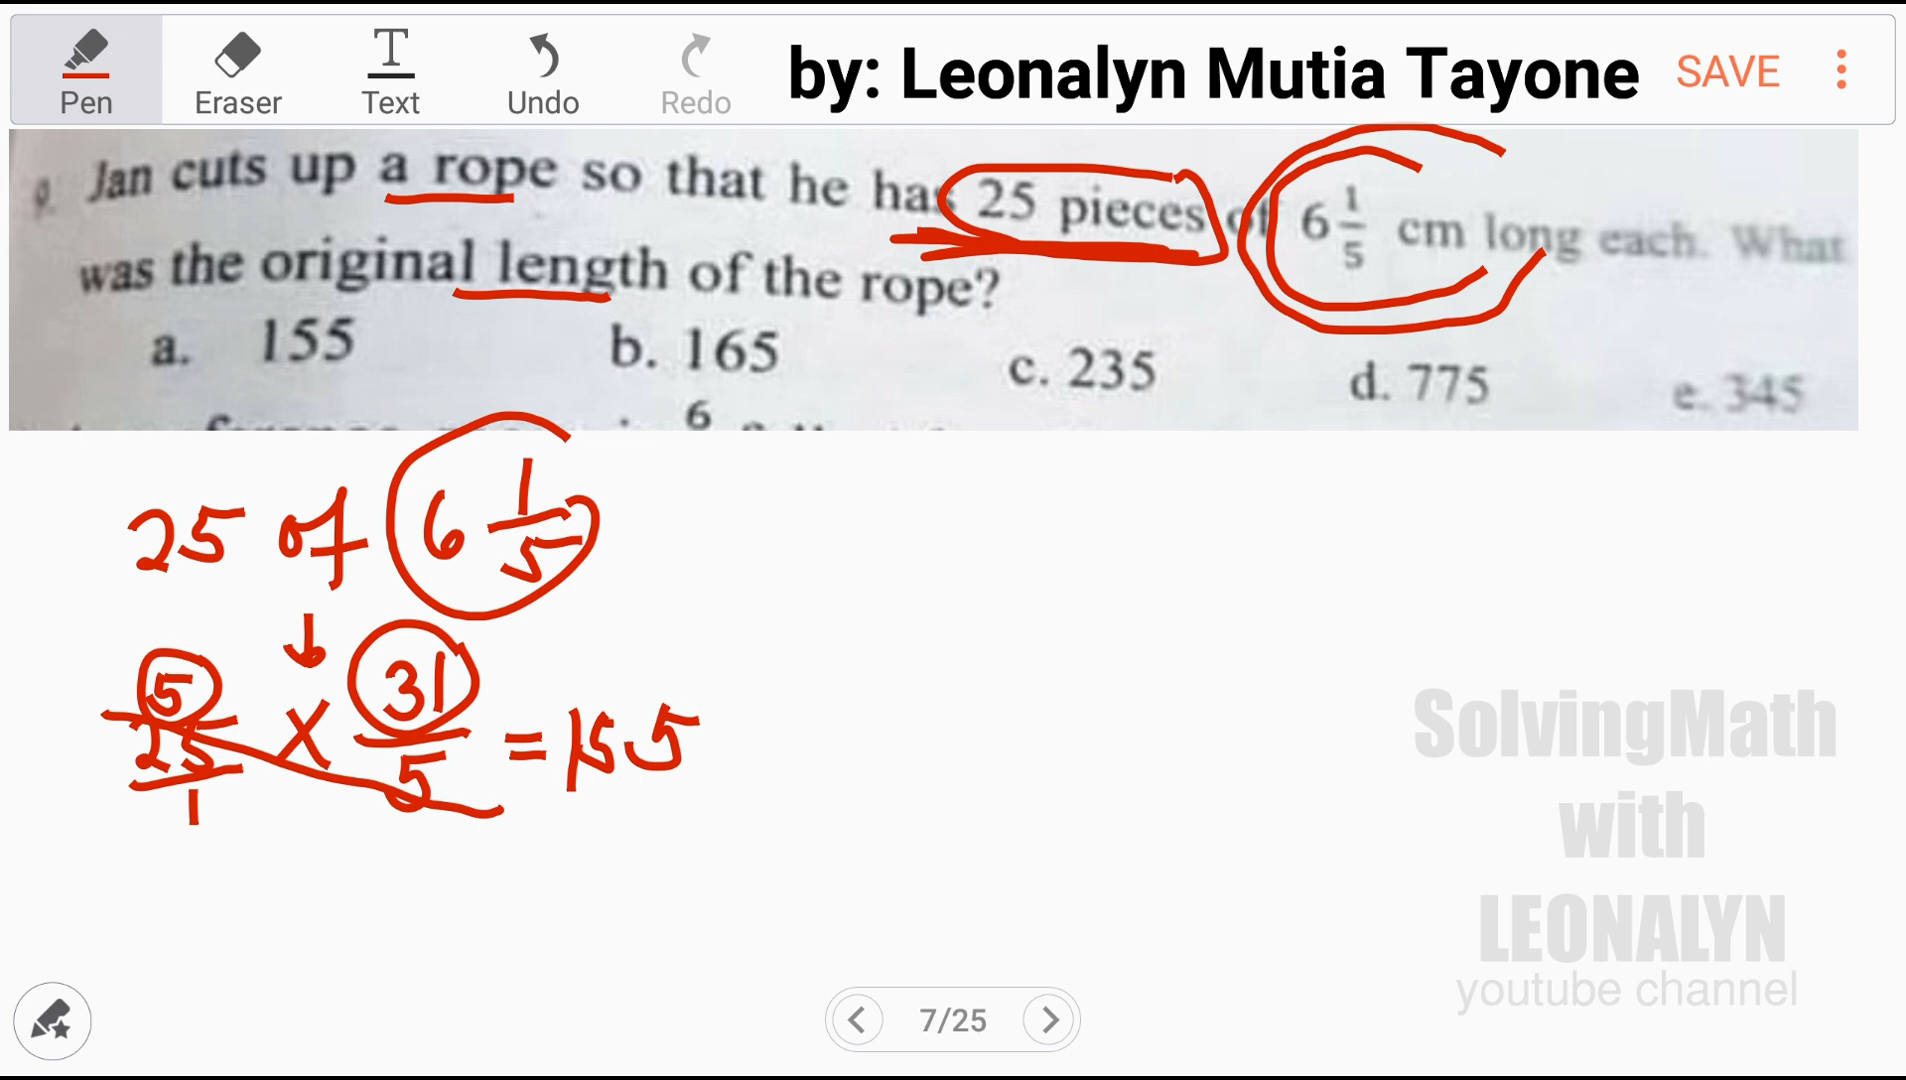 Pen Eraser Text Undo Redo by: Leonalyn Mutia Tayone SAVE
9. Jan cuts up a rope so that he has 25 pieces of 6 1/5 cm long each. What
was the original length of the rope?
a. 155 b. 165 c. 235 d. 775 e. 345
25 of 6 1/5
5
25/1 X 31/5 = 155
SolvingMath
with
LEONALYN
youtube channel
7/25